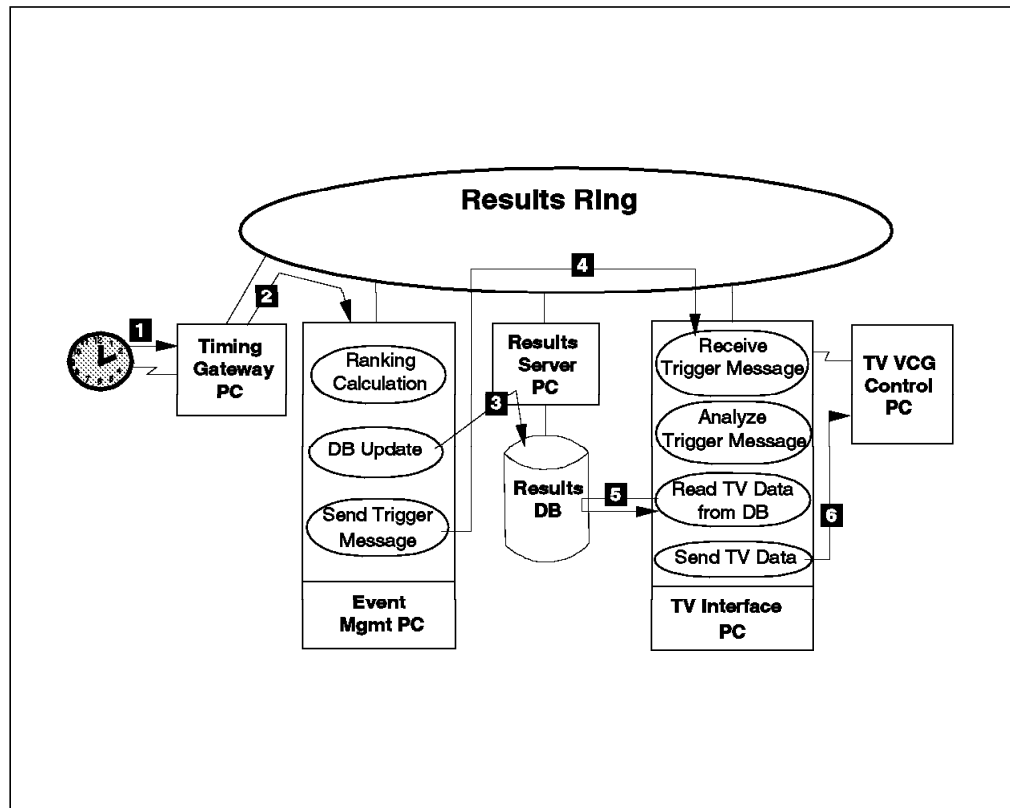 Results Ring
4
2
1
Timing
Gateway
PC
Ranking
Calculation
DB Update
Send Trigger
Message
Event
Mgmt PC
Results
Server
PC
3
Results
DB
5
Receive
Trigger Message
Analyze
Trigger Message
Read TV Data
from DB
Send TV Data
TV Interface
PC
6
TV VCG
Control
PC